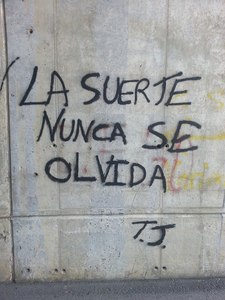 LA SUERTE
NUNCA SE
OLVIDA
T.J